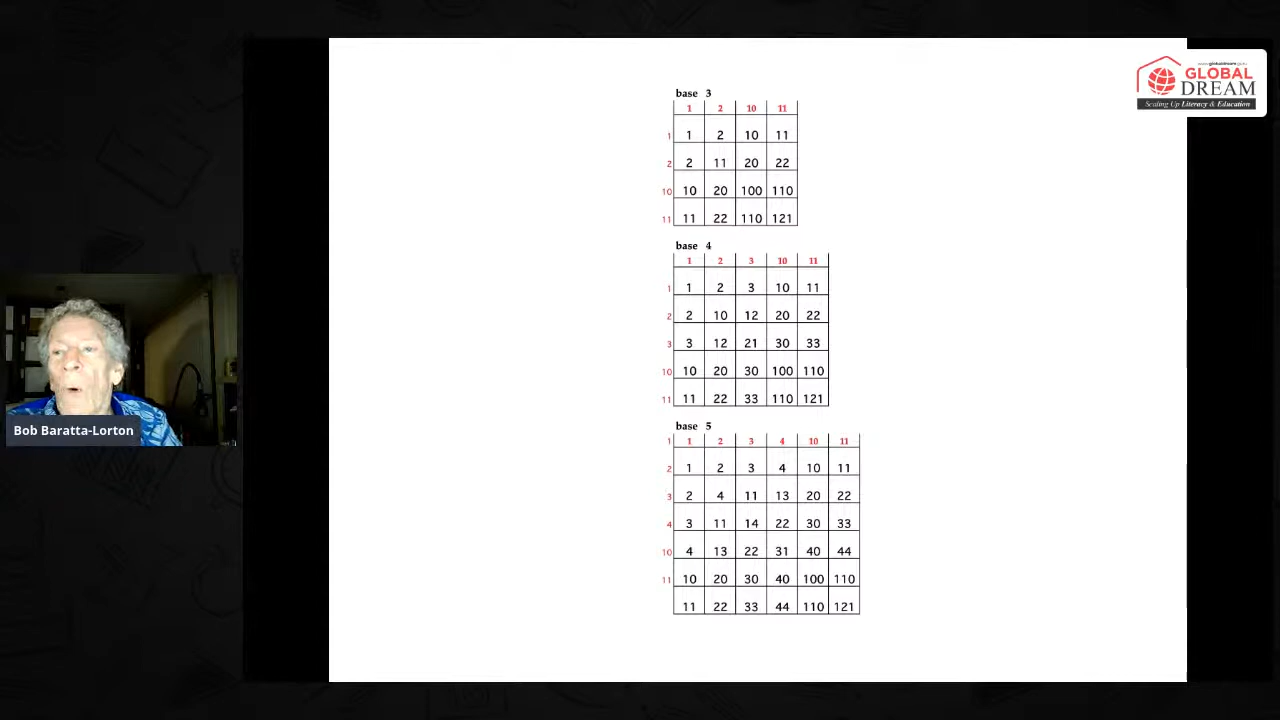 www.globaldream.guru
GLOBAL
DREAM
Scaling Up Literacy & Education
base 3
1 2 10 11
1 1 2 10 11
2 2 11 20 22
10 10 20 100 110
11 11 22 110 121
base 4
1 2 3 10 11
1 1 2 3 10 11
2 2 10 12 20 22
3 3 12 21 30 33
10 10 20 30 100 110
11 11 22 33 110 121
base 5
1 1 2 3 4 10 11
2 1 2 3 4 10 11
3 2 4 11 13 20 22
4 3 11 14 22 30 33
10 4 13 22 31 40 44
11 10 20 30 40 100 110
11 22 33 44 110 121
Bob Baratta-Lorton